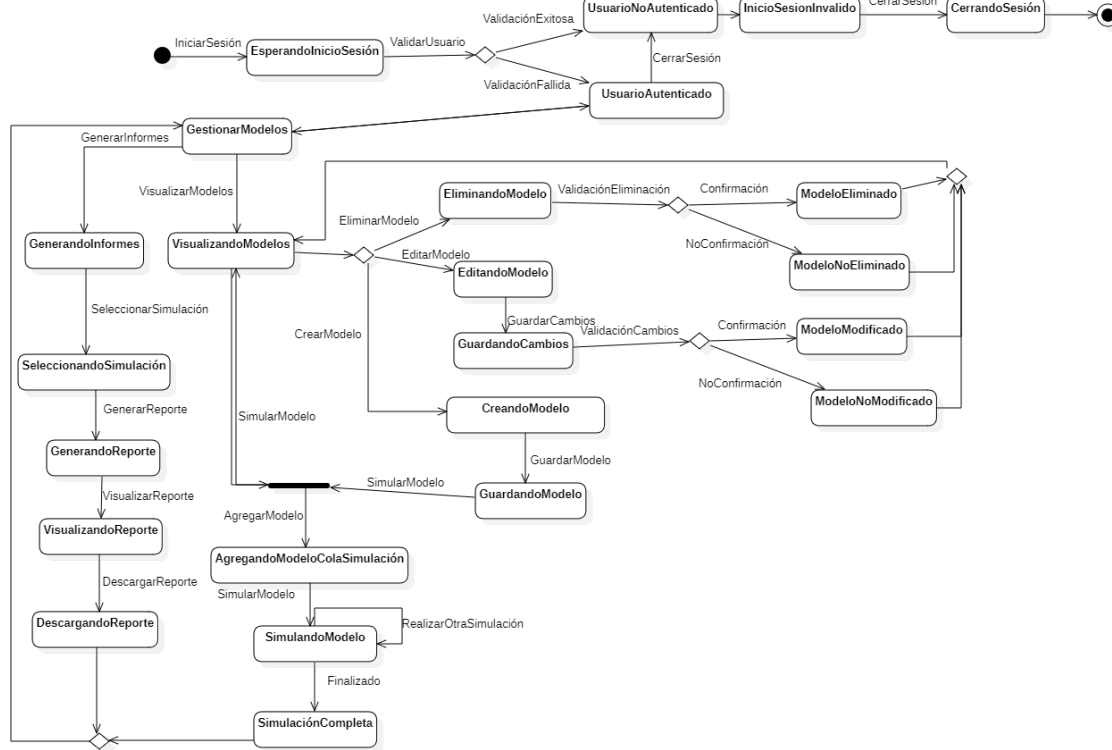 UsuarioNoAutenticado
InicioSesionInvalido
CerrarSesión
CerrandoSesión
ValidaciónExitosa
IniciarSesión
EsperandoInicioSesión
ValidarUsuario
CerrarSesión
ValidaciónFallida
UsuarioAutenticado
GestionarModelos
GenerarInformes
VisualizarModelos
EliminandoModelo
ValidaciónEliminación
Confirmación
ModeloEliminado
EliminarModelo
GenerandoInformes
VisualizandoModelos
NoConfirmación
EditarModelo
EditandoModelo
ModeloNoEliminado
SeleccionarSimulación
GuardarCambios
ValidaciónCambios
Confirmación
ModeloModificado
CrearModelo
GuardandoCambios
SeleccionandoSimulación
NoConfirmación
ModeloNoModificado
GenerarReporte
SimularModelo
CreandoModelo
GenerandoReporte
GuardarModelo
SimularModelo
GuardandoModelo
VisualizarReporte
AgregarModelo
VisualizandoReporte
AgregandoModeloColaSimulación
DescargarReporte
SimularModelo
DescargandoReporte
SimulandoModelo
RealizarOtraSimulación
Finalizado
SimulaciónCompleta